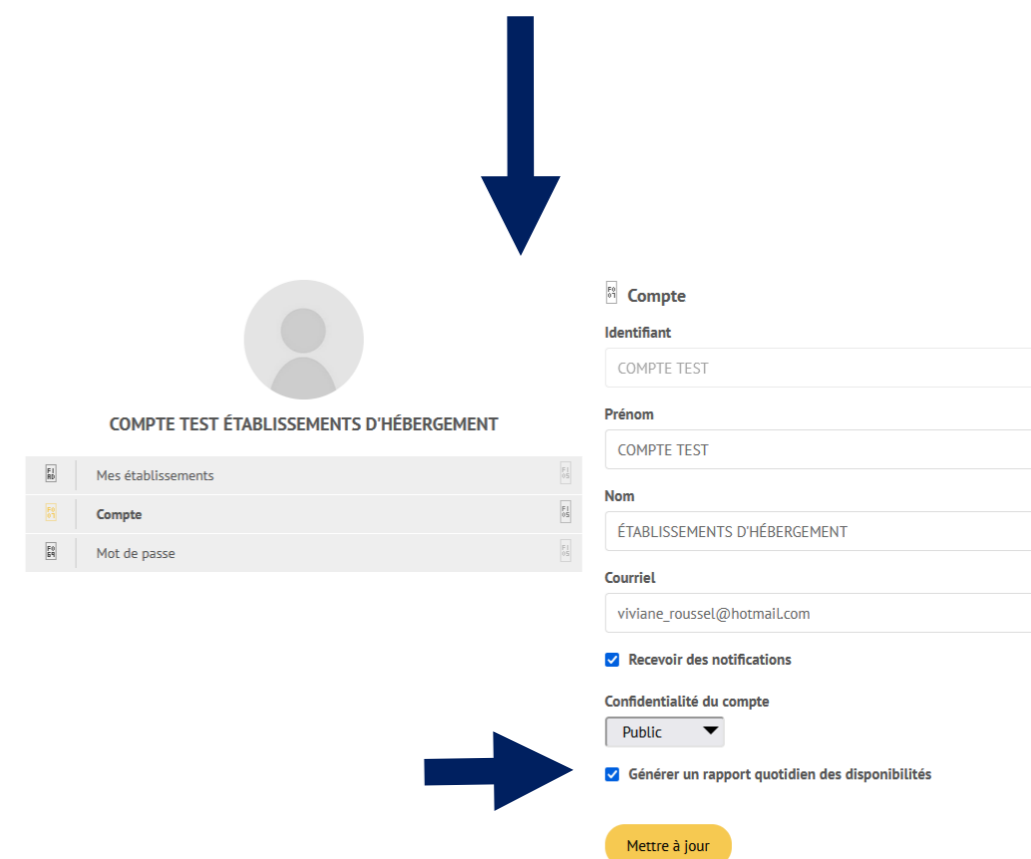 COMPTE TEST ÉTABLISSEMENTS D'HÉBERGEMENT
Mes établissements
Compte
Mot de passe
Compte
Identifiant
COMPTE TEST
Prénom
COMPTE TEST
Nom
ÉTABLISSEMENTS D'HÉBERGEMENT
Courriel
viviane_roussel@hotmail.com
Recevoir des notifications
Confidentialité du compte
Public
Générer un rapport quotidien des disponibilités
Mettre à jour